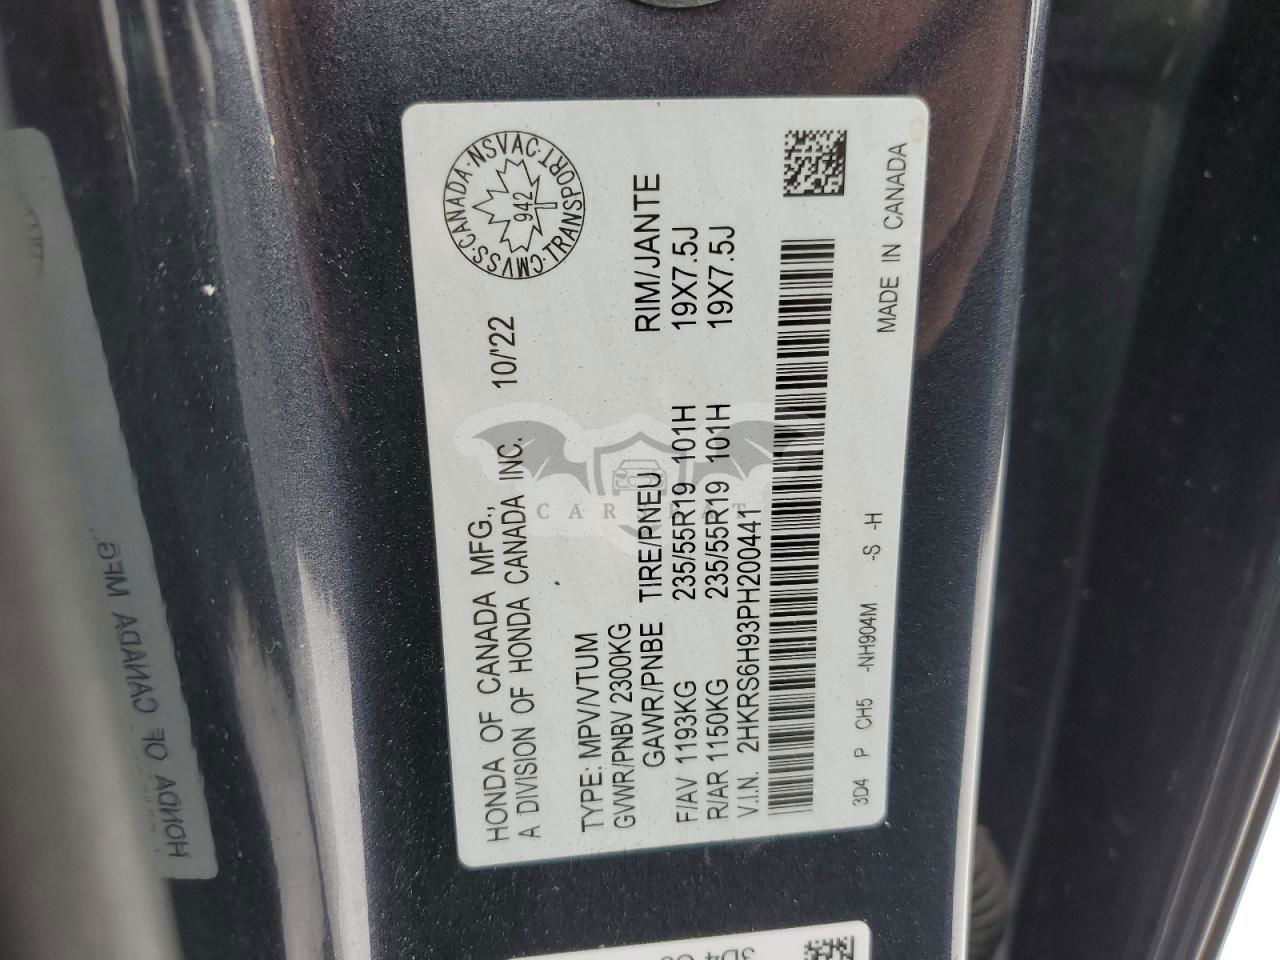 HONDA OF CANADA MFG., 10/'22
A DIVISION OF HONDA CANADA INC.
CMVSS·CANADA·NSVAC·TRANSPORT
942
TYPE: MPV/VTUM
GVWR/PNBV 2300KG
GAWR/PNBE TIRE/PNEU RIM/JANTE
F/AV 1193KG 235/55R19 101H 19X7.5J
R/AR 1150KG 235/55R19 101H 19X7.5J
V.I.N. 2HKRS6H93PH200441
MADE IN CANADA
3D4 P CH5 -NH904M -S -H
HONDA OF CANADA MFG.
3D4